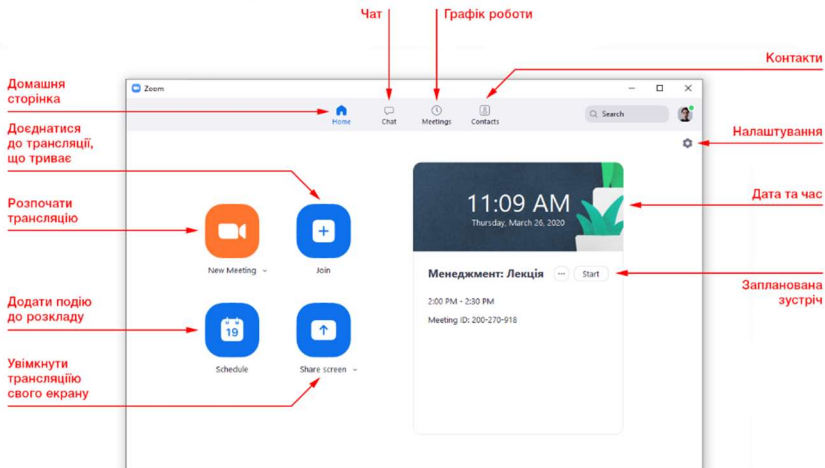 Чат
Графік роботи
Контакти
Домашня
сторінка
Zoom
Home
Chat
Meetings
Contacts
Search
Доєднатися
до трансляції,
що триває
Налаштування
Розпочати
трансляцію
11:09 AM
Thursday, March 26, 2020
Дата та час
New Meeting
Join
Менеджмент: Лекція
Start
Запланована
зустріч
2:00 PM - 2:30 PM
Meeting ID: 200-270-918
Додати подію
до розкладу
19
Schedule
Share screen
Увімкнути
трансляціїю
свого екрану